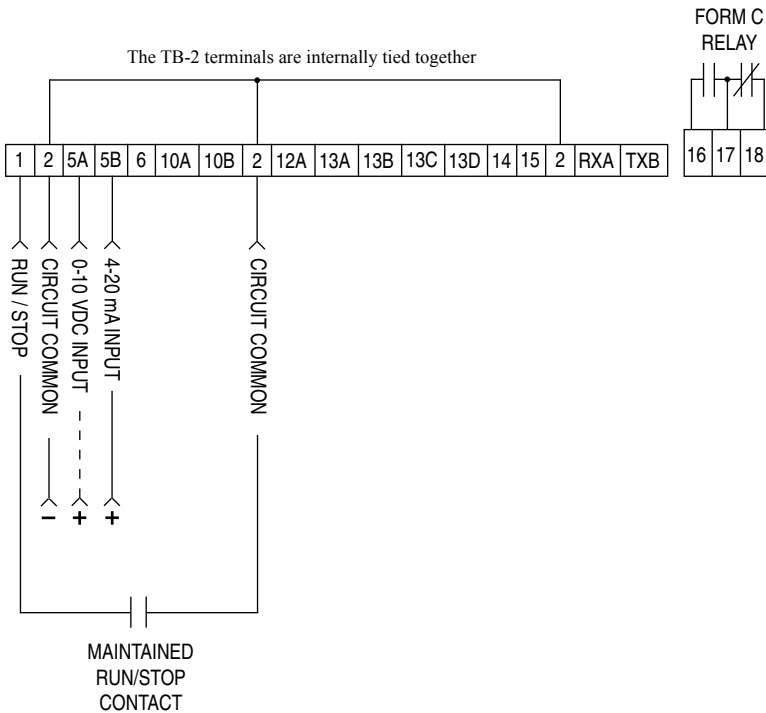 FORM C
RELAY
The TB-2 terminals are internally tied together
1 2 5A 5B 6 10A 10B 2 12A 13A 13B 13C 13D 14 15 2 RXA TXB
16 17 18
RUN / STOP
CIRCUIT COMMON
0-10 VDC INPUT
4-20 mA INPUT
CIRCUIT COMMON
− + +
MAINTAINED
RUN/STOP
CONTACT